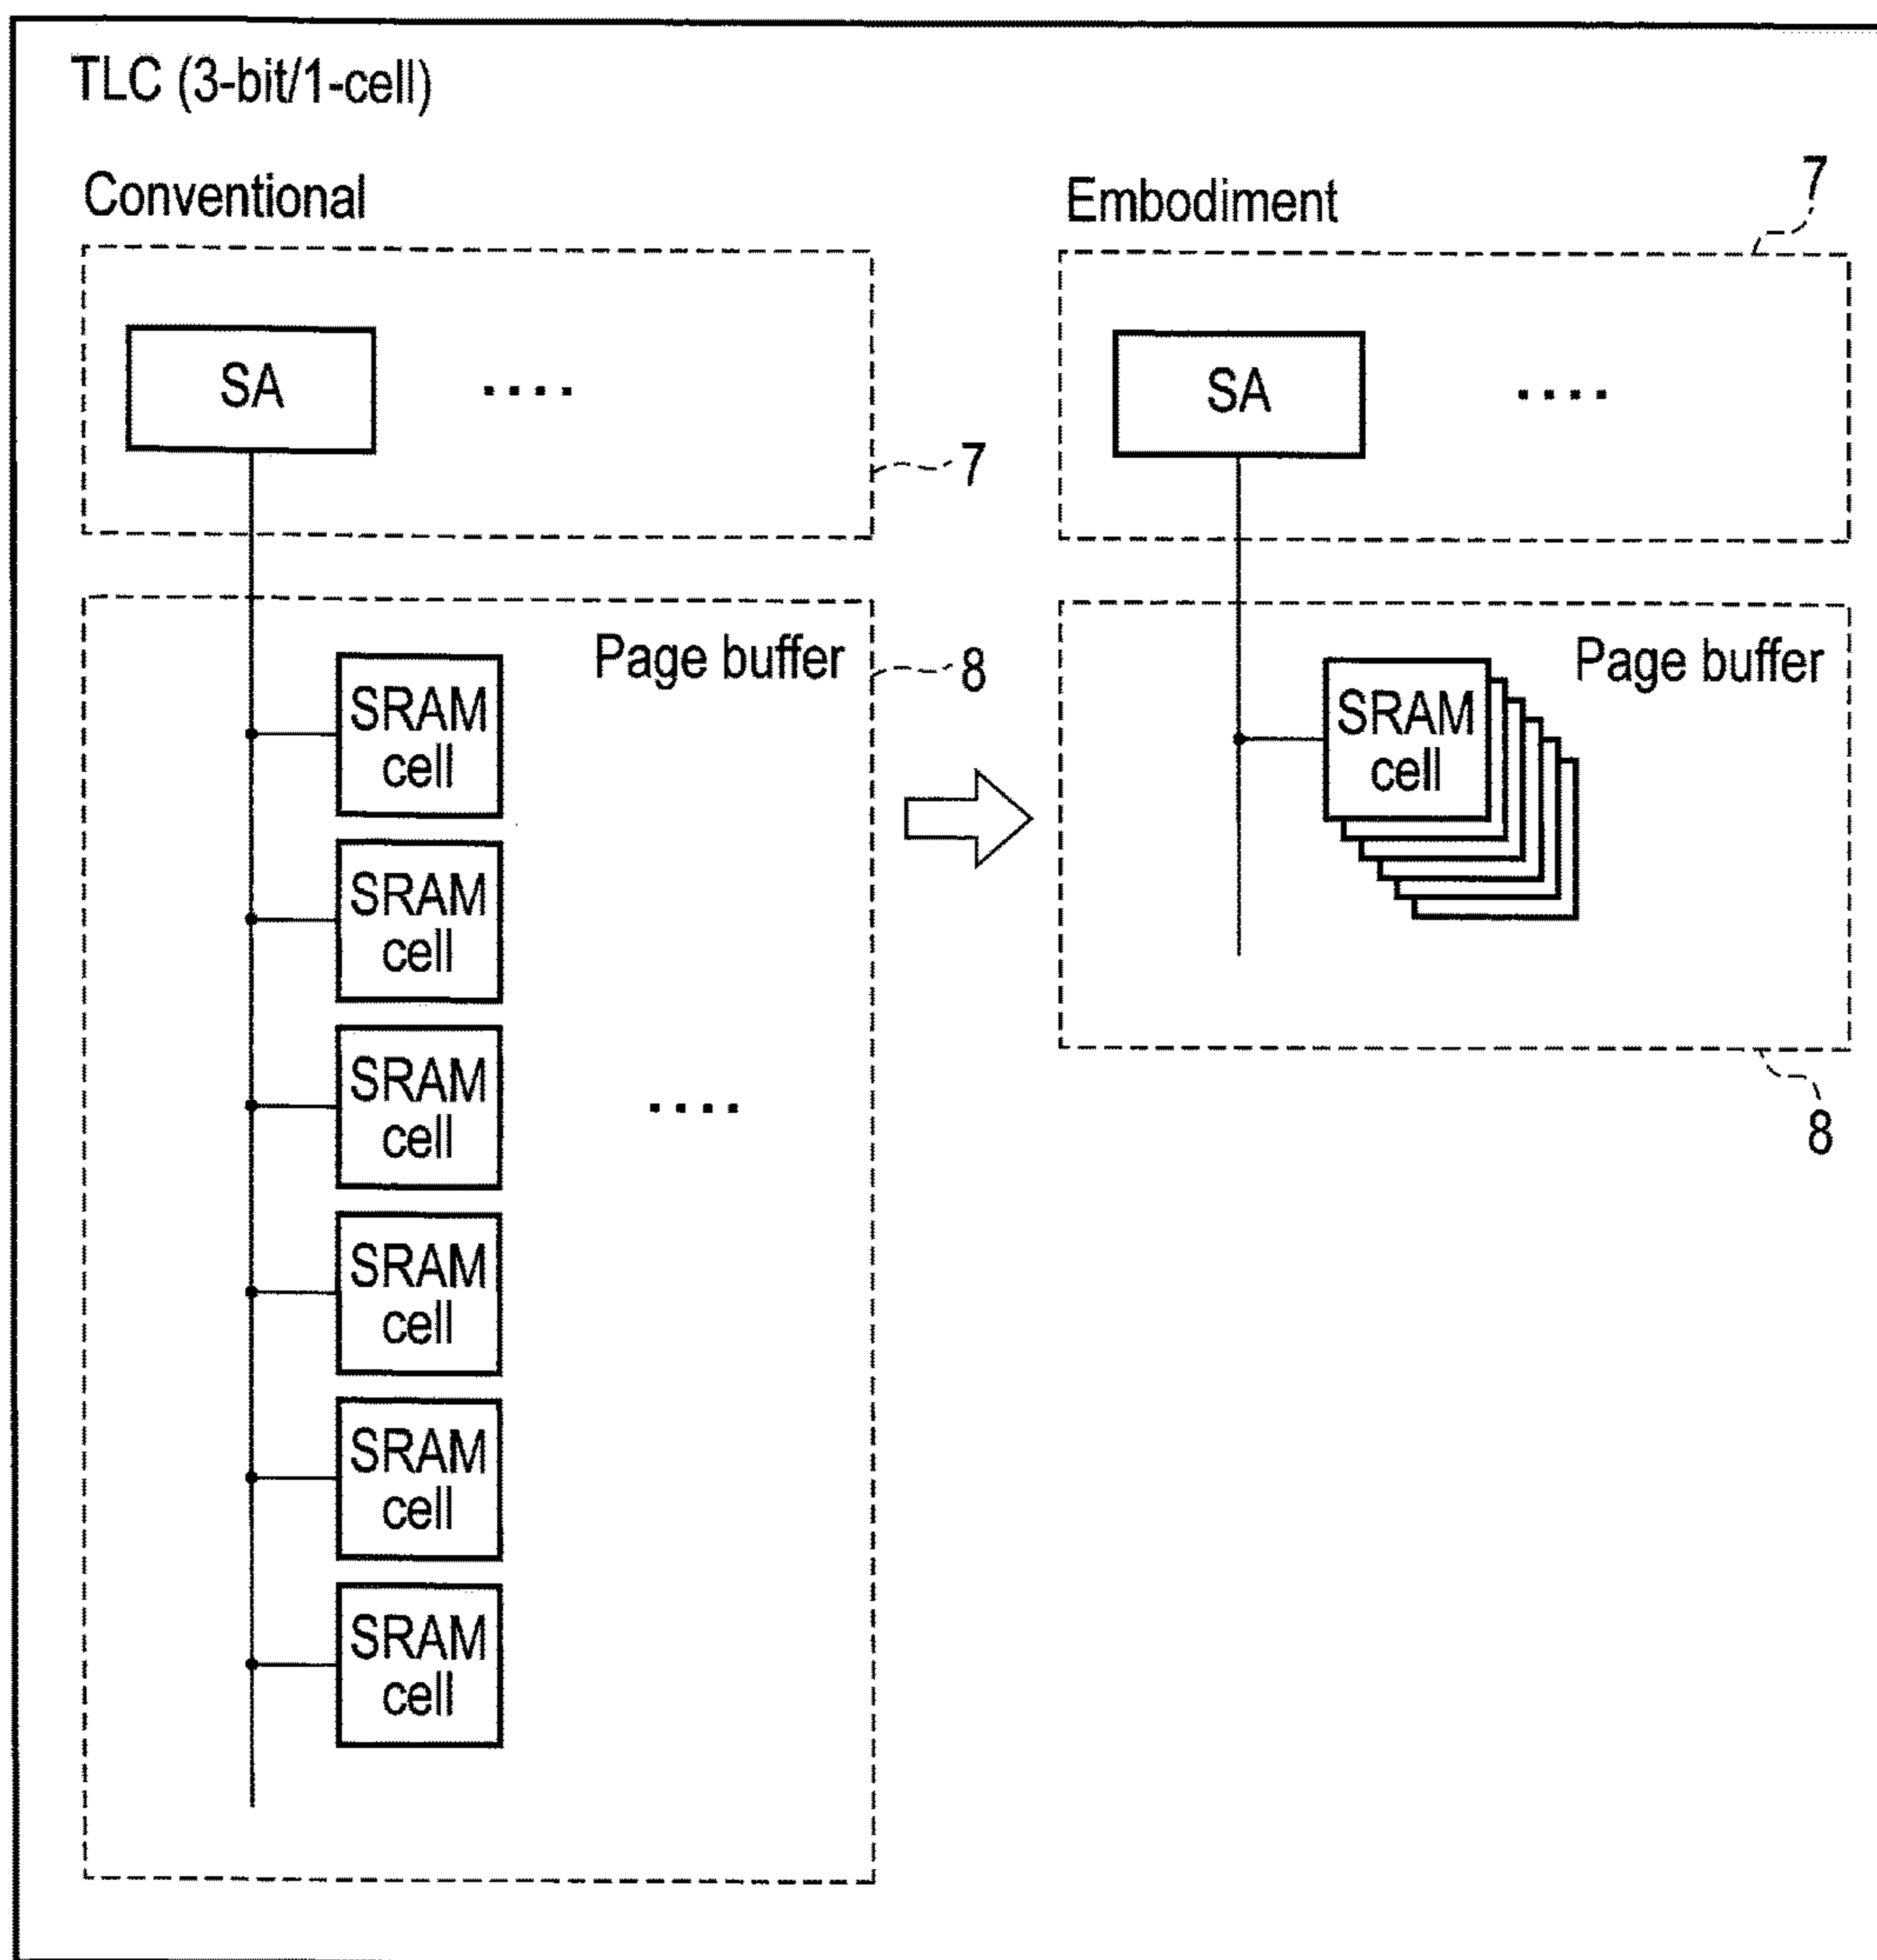 TLC (3-bit/1-cell)
Conventional
SA
....
7
Page buffer
8
SRAM
cell
SRAM
cell
SRAM
cell
....
SRAM
cell
SRAM
cell
SRAM
cell
Embodiment
7
SA
....
Page buffer
SRAM
cell
8